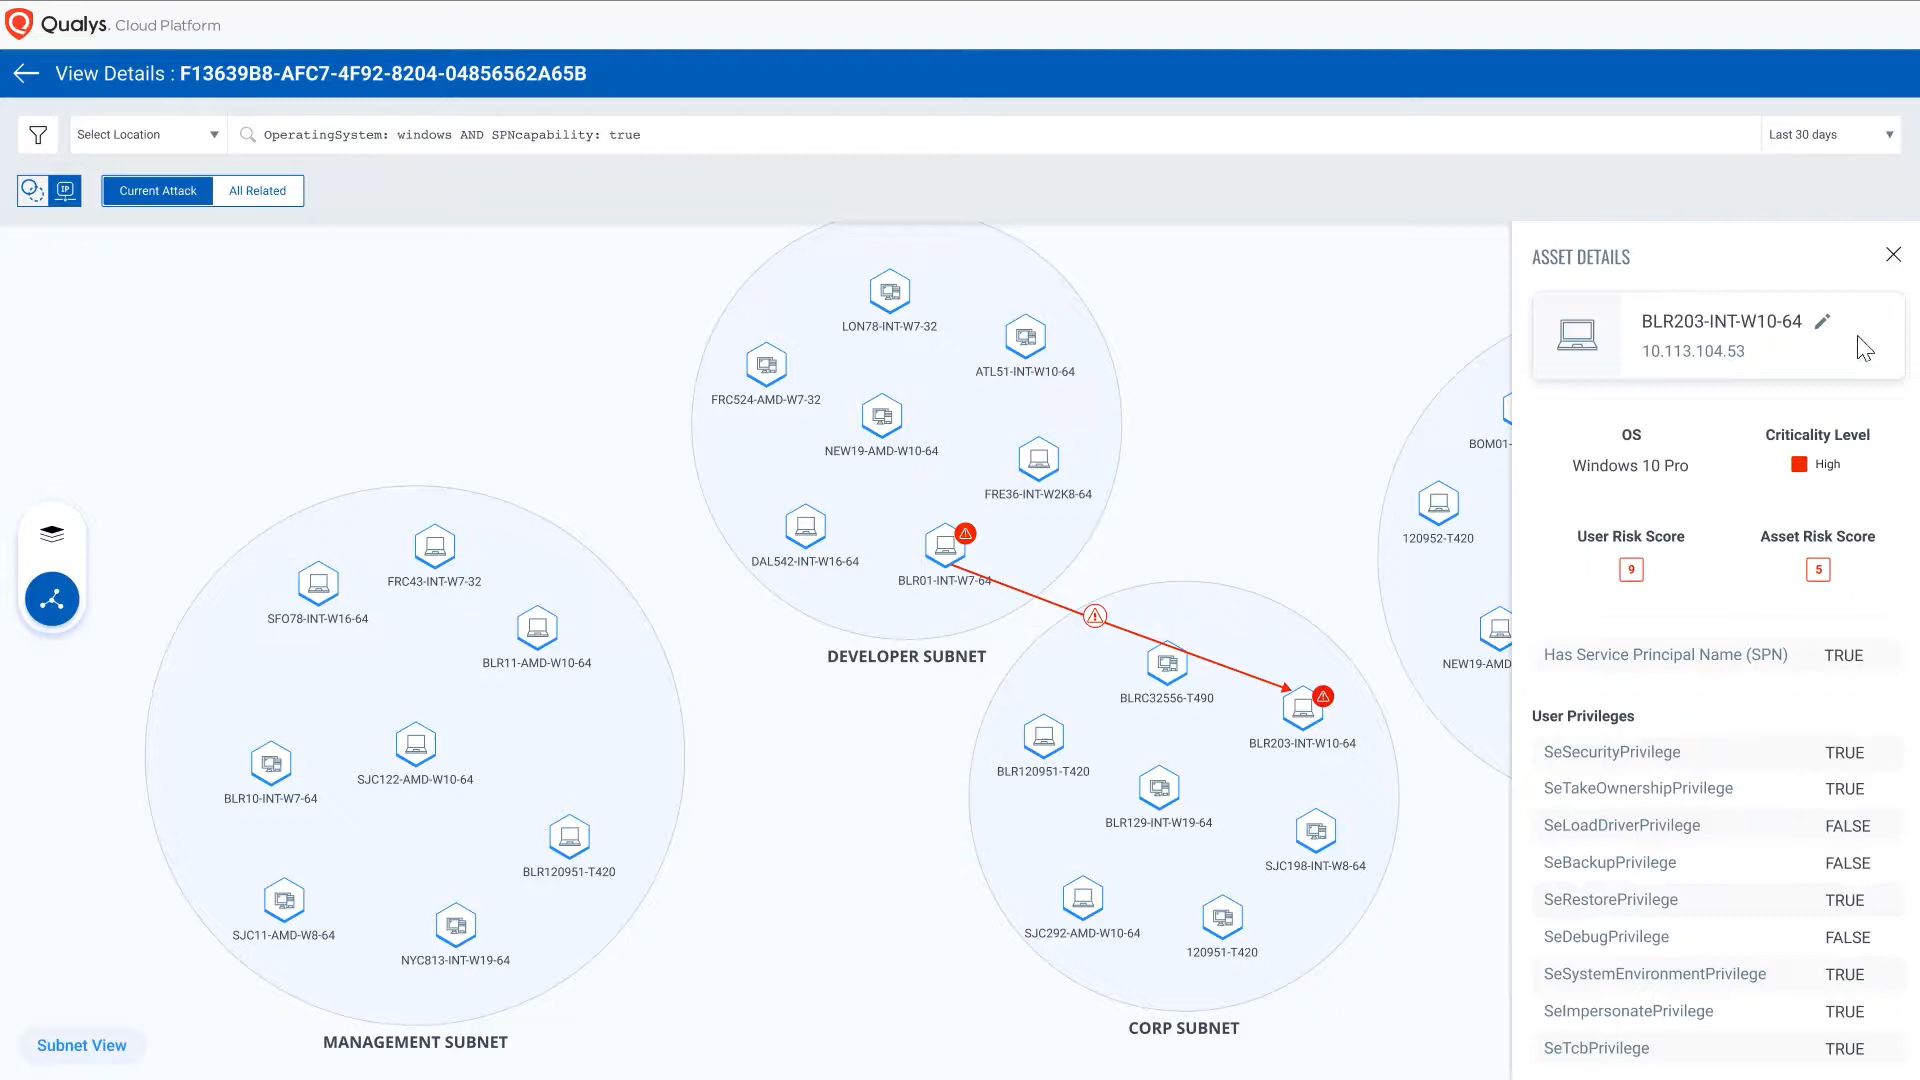 Qualys. Cloud Platform
View Details : F13639B8-AFC7-4F92-8204-04856562A65B
Select Location
OperatingSystem: windows AND SPNcapability: true
Last 30 days
IP
Current Attack
All Related
LON78-INT-W7-32
ATL51-INT-W10-64
FRC524-AMD-W7-32
NEW19-AMD-W10-64
FRE36-INT-W2K8-64
DAL542-INT-W16-64
BLR01-INT-W7-64
DEVELOPER SUBNET
FRC43-INT-W7-32
SFO78-INT-W16-64
BLR11-AMD-W10-64
SJC122-AMD-W10-64
BLR10-INT-W7-64
BLR120951-T420
SJC11-AMD-W8-64
NYC813-INT-W19-64
MANAGEMENT SUBNET
BLRC32556-T490
BLR203-INT-W10-64
BLR120951-T420
BLR129-INT-W19-64
SJC198-INT-W8-64
SJC292-AMD-W10-64
120951-T420
CORP SUBNET
BOM01-
120952-T420
NEW19-AMD
Subnet View
ASSET DETAILS
BLR203-INT-W10-64
10.113.104.53
OS
Windows 10 Pro
Criticality Level
High
User Risk Score
9
Asset Risk Score
5
Has Service Principal Name (SPN) TRUE
User Privileges
SeSecurityPrivilege TRUE
SeTakeOwnershipPrivilege TRUE
SeLoadDriverPrivilege FALSE
SeBackupPrivilege FALSE
SeRestorePrivilege TRUE
SeDebugPrivilege FALSE
SeSystemEnvironmentPrivilege TRUE
SeImpersonatePrivilege TRUE
SeTcbPrivilege TRUE